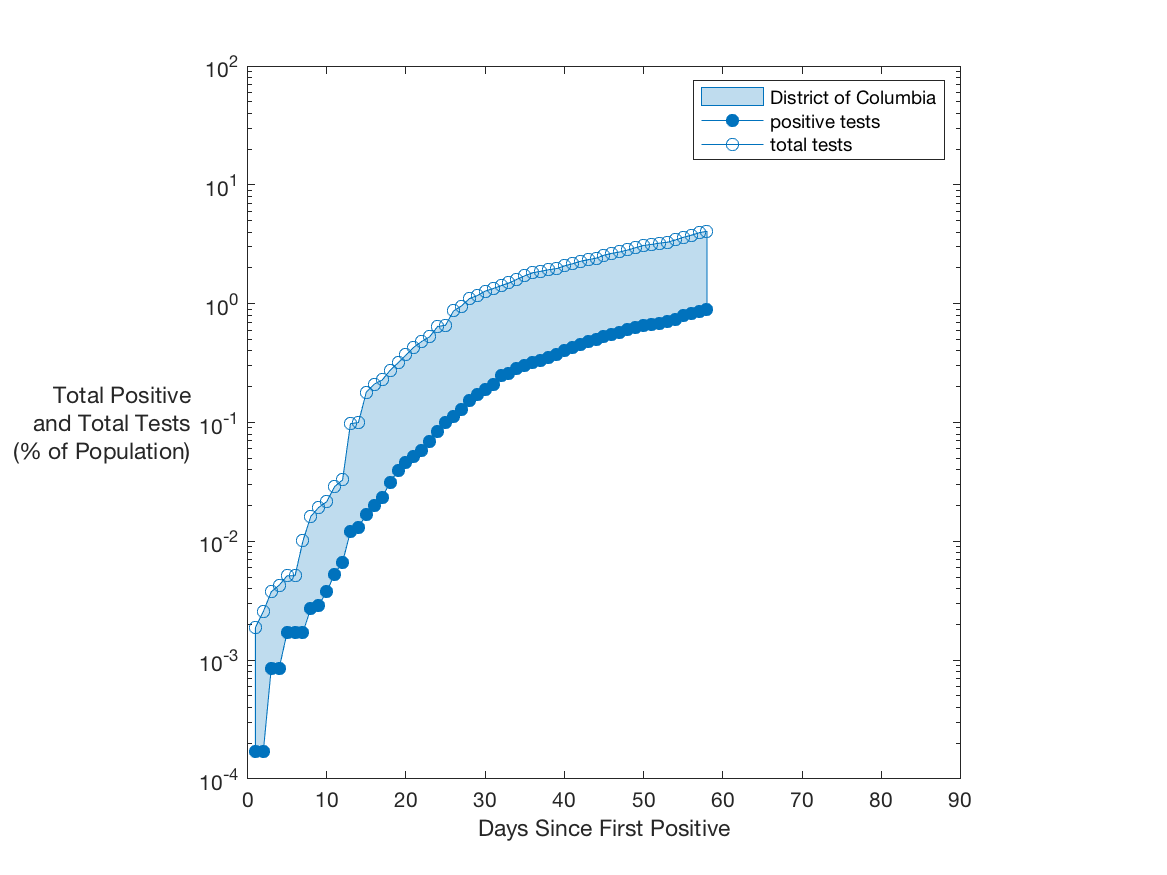 10^2
10^1
10^0
10^-1
10^-2
10^-3
10^-4
Total Positive
and Total Tests
(% of Population)
District of Columbia
positive tests
total tests
0 10 20 30 40 50 60 70 80 90
Days Since First Positive